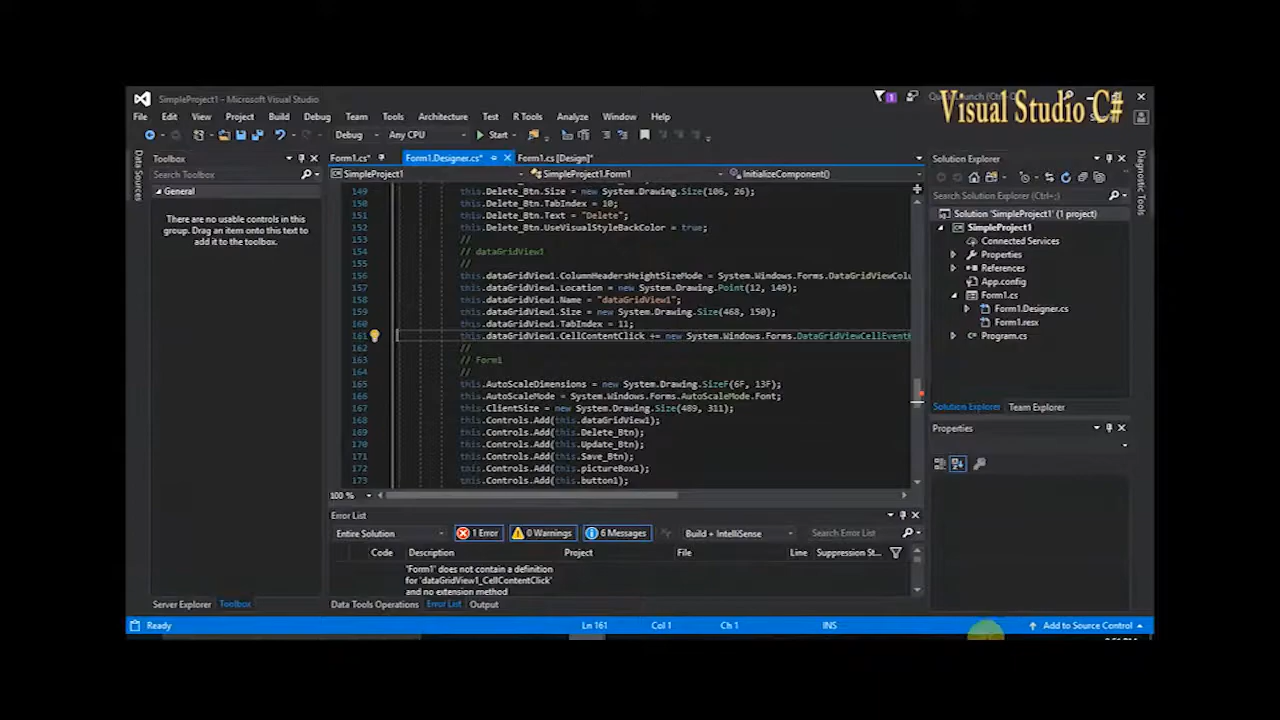 SimpleProject1 - Microsoft Visual Studio
1
Visual Studio C#
File Edit View Project Build Debug Team Tools Architecture Test R Tools Analyze Window Help
Debug Any CPU Start
Data Sources
Toolbox
Search Toolbox
General
There are no usable controls in this
group. Drag an item onto this text to
add it to the toolbox.
Server Explorer Toolbox
Form1.cs* Form1.Designer.cs* Form1.cs [Design]*
SimpleProject1 SimpleProject1.Form1 InitializeComponent()
149 this.Delete_Btn.Size = new System.Drawing.Size(106, 26);
150 this.Delete_Btn.TabIndex = 10;
151 this.Delete_Btn.Text = "Delete";
152 this.Delete_Btn.UseVisualStyleBackColor = true;
153 //
154 // dataGridView1
155 //
156 this.dataGridView1.ColumnHeadersHeightSizeMode = System.Windows.Forms.DataGridViewColu
157 this.dataGridView1.Location = new System.Drawing.Point(12, 149);
158 this.dataGridView1.Name = "dataGridView1";
159 this.dataGridView1.Size = new System.Drawing.Size(468, 150);
160 this.dataGridView1.TabIndex = 11;
161 this.dataGridView1.CellContentClick += new System.Windows.Forms.DataGridViewCellEventH
162 //
163 // Form1
164 //
165 this.AutoScaleDimensions = new System.Drawing.SizeF(6F, 13F);
166 this.AutoScaleMode = System.Windows.Forms.AutoScaleMode.Font;
167 this.ClientSize = new System.Drawing.Size(489, 311);
168 this.Controls.Add(this.dataGridView1);
169 this.Controls.Add(this.Delete_Btn);
170 this.Controls.Add(this.Update_Btn);
171 this.Controls.Add(this.Save_Btn);
172 this.Controls.Add(this.pictureBox1);
173 this.Controls.Add(this.button1);
100 %
Error List
Entire Solution 1 Error 0 Warnings 6 Messages Build + IntelliSense Search Error List
Code Description Project File Line Suppression St...
'Form1' does not contain a definition
for 'dataGridView1_CellContentClick'
and no extension method
Data Tools Operations Error List Output
Solution Explorer
Search Solution Explorer (Ctrl+;)
Solution 'SimpleProject1' (1 project)
SimpleProject1
Connected Services
Properties
References
App.config
Form1.cs
Form1.Designer.cs
Form1.resx
Program.cs
Solution Explorer Team Explorer
Properties
Diagnostic Tools
Ready Ln 161 Col 1 Ch 1 INS Add to Source Control